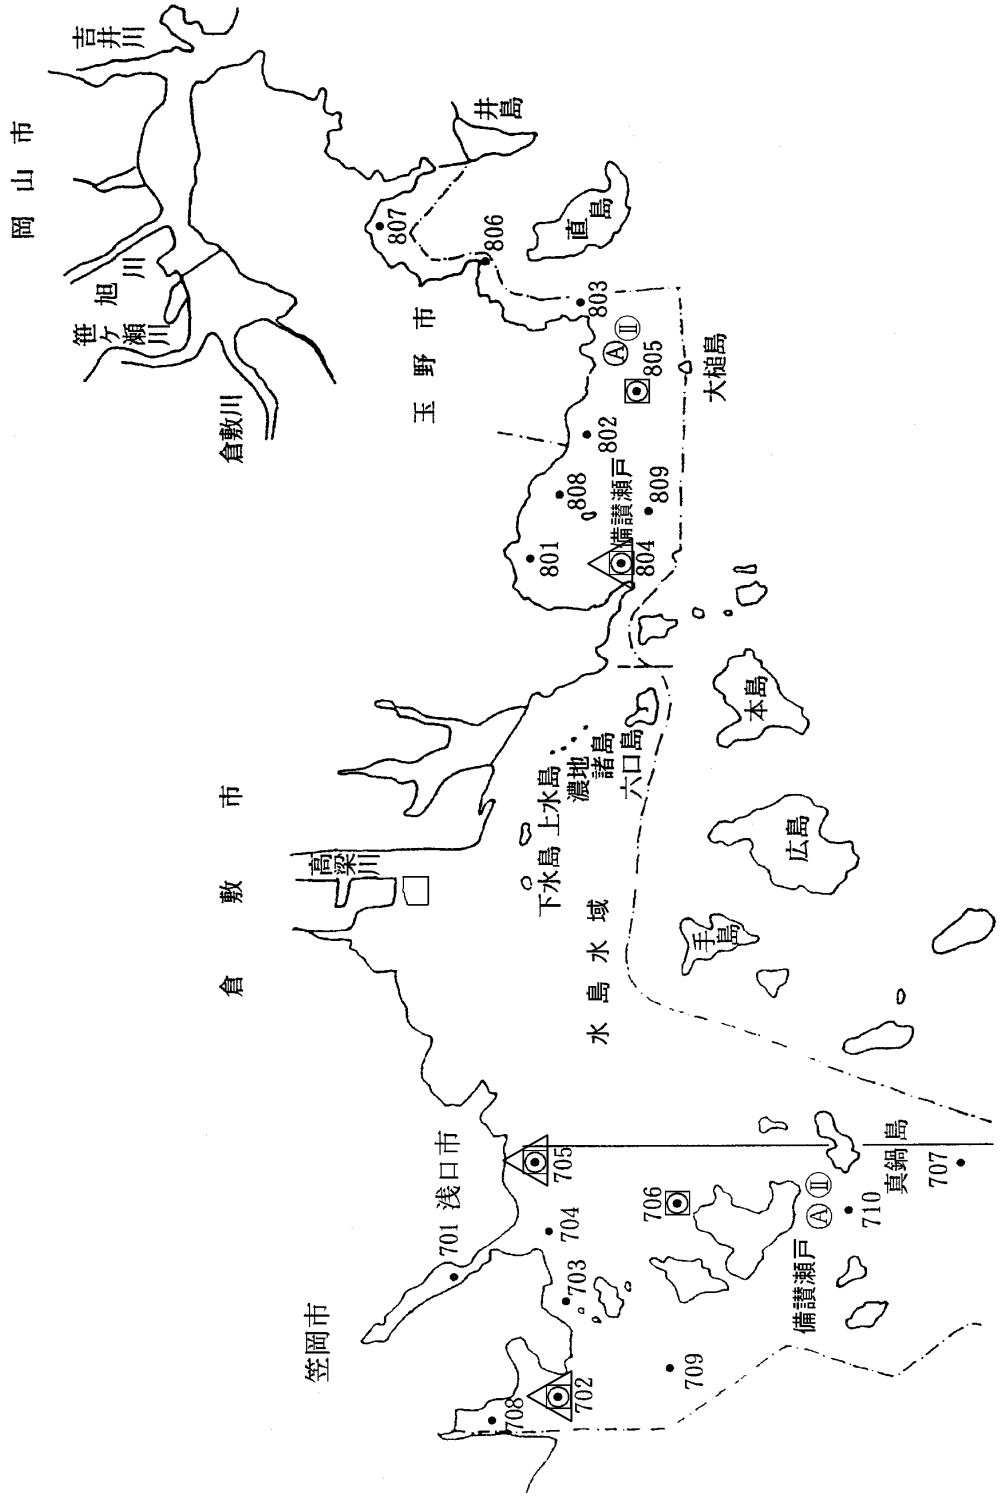 笠岡市
708
702
701
703
709
浅口市
704
705
706
備讃瀬戸
Ⓐ Ⅱ
710
真鍋島
707
倉敷市
高梁川
水島水域
下水島
上水島
濃地諸島
六口島
手島
広島
本島
801
808
802
備讃瀬戸
804
809
玉野市
805
Ⓐ Ⅱ
803
大槌島
806
807
直島
井島
岡山市
倉敷川
笹ヶ瀬川
旭川
吉井川